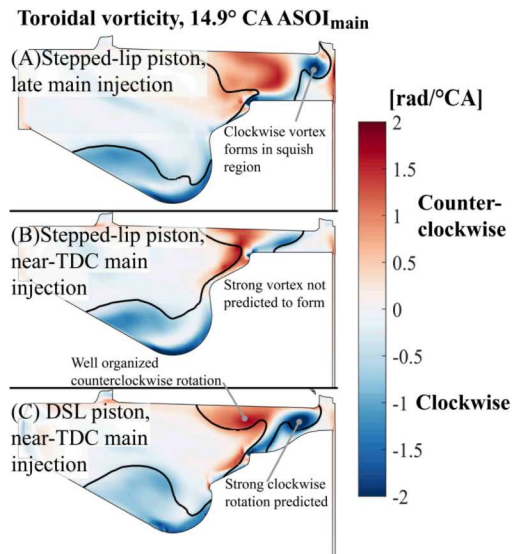 Toroidal vorticity, 14.9° CA ASOImain
(A)Stepped-lip piston,
late main injection
Clockwise vortex
forms in squish
region
[rad/°CA]
2
1.5
1
0.5
0
-0.5
-1
-1.5
-2
Counter-
clockwise
Clockwise
(B)Stepped-lip piston,
near-TDC main
injection
Strong vortex not
predicted to form
Well organized
counterclockwise rotation
(C) DSL piston,
near-TDC main
injection
Strong clockwise
rotation predicted